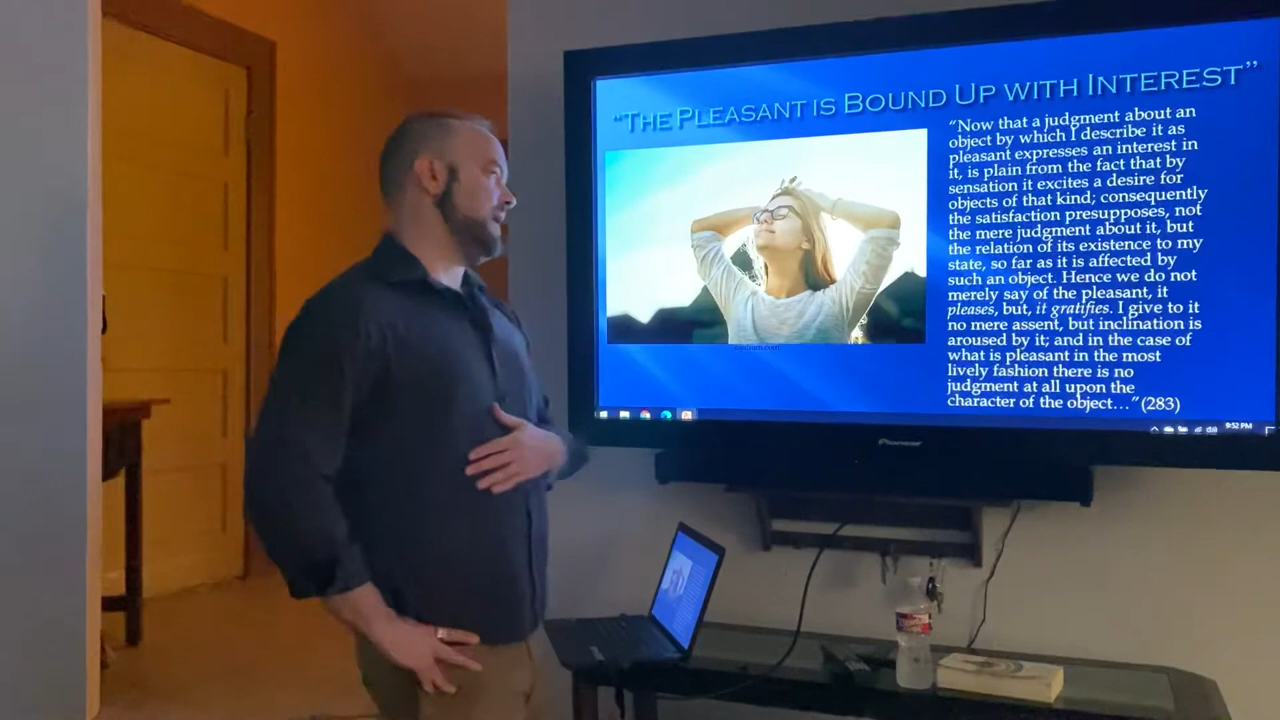 “The Pleasant is Bound Up with Interest”
“Now that a judgment about an
object by which I describe it as
pleasant expresses an interest in
it, is plain from the fact that by
sensation it excites a desire for
objects of that kind; consequently
the satisfaction presupposes, not
the mere judgment about it, but
the relation of its existence to my
state, so far as it is affected by
such an object. Hence we do not
merely say of the pleasant, it
pleases, but, it gratifies. I give to it
no mere assent, but inclination is
aroused by it; and in the case of
what is pleasant in the most
lively fashion there is no
judgment at all upon the
character of the object…” (283)
9:52 PM
Pioneer